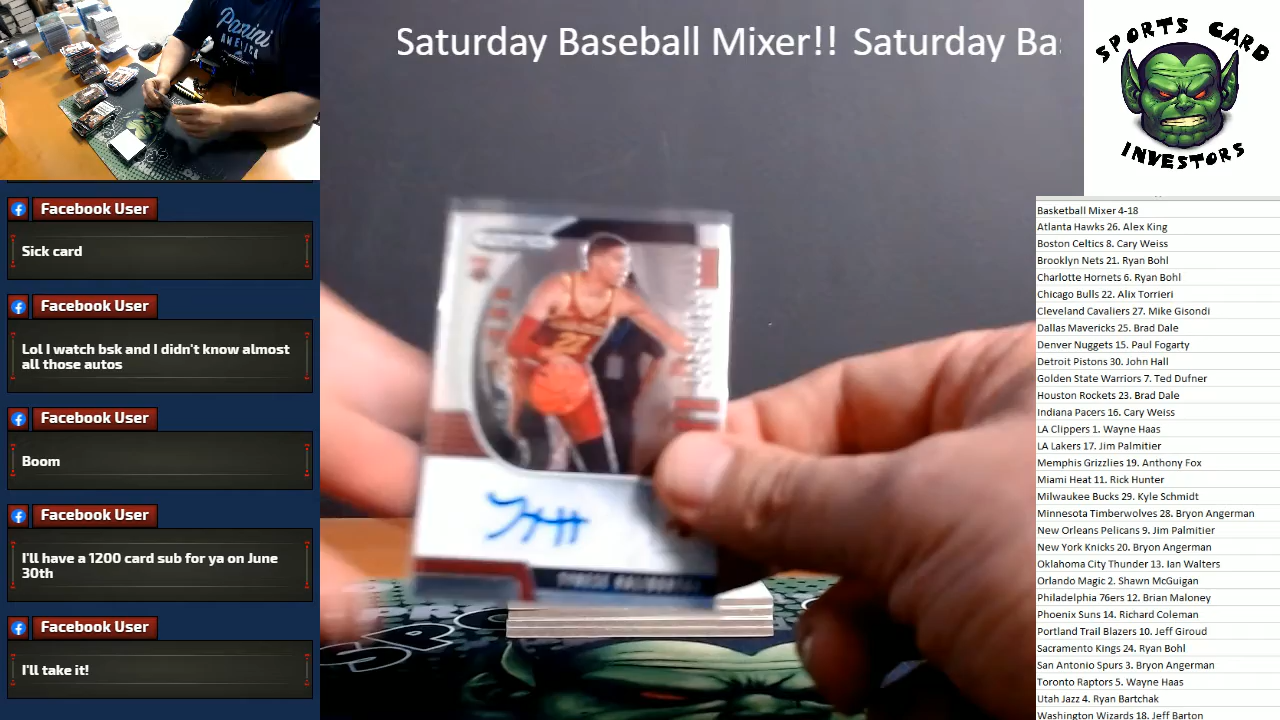 Panini
AMERICA
Saturday Baseball Mixer!! Saturday Ba
SPORTS CARD
INVESTORS
Facebook User
Sick card
Facebook User
Lol I watch bsk and I didn't know almost
all those autos
Facebook User
Boom
Facebook User
I'll have a 1200 card sub for ya on June
30th
Facebook User
I'll take it!
22
Basketball Mixer 4-18
Atlanta Hawks 26. Alex King
Boston Celtics 8. Cary Weiss
Brooklyn Nets 21. Ryan Bohl
Charlotte Hornets 6. Ryan Bohl
Chicago Bulls 22. Alix Torrieri
Cleveland Cavaliers 27. Mike Gisondi
Dallas Mavericks 25. Brad Dale
Denver Nuggets 15. Paul Fogarty
Detroit Pistons 30. John Hall
Golden State Warriors 7. Ted Dufner
Houston Rockets 23. Brad Dale
Indiana Pacers 16. Cary Weiss
LA Clippers 1. Wayne Haas
LA Lakers 17. Jim Palmitier
Memphis Grizzlies 19. Anthony Fox
Miami Heat 11. Rick Hunter
Milwaukee Bucks 29. Kyle Schmidt
Minnesota Timberwolves 28. Bryon Angerman
New Orleans Pelicans 9. Jim Palmitier
New York Knicks 20. Bryon Angerman
Oklahoma City Thunder 13. Ian Walters
Orlando Magic 2. Shawn McGuigan
Philadelphia 76ers 12. Brian Maloney
Phoenix Suns 14. Richard Coleman
Portland Trail Blazers 10. Jeff Giroud
Sacramento Kings 24. Ryan Bohl
San Antonio Spurs 3. Bryon Angerman
Toronto Raptors 5. Wayne Haas
Utah Jazz 4. Ryan Bartchak
Washington Wizards 18. Jeff Barton